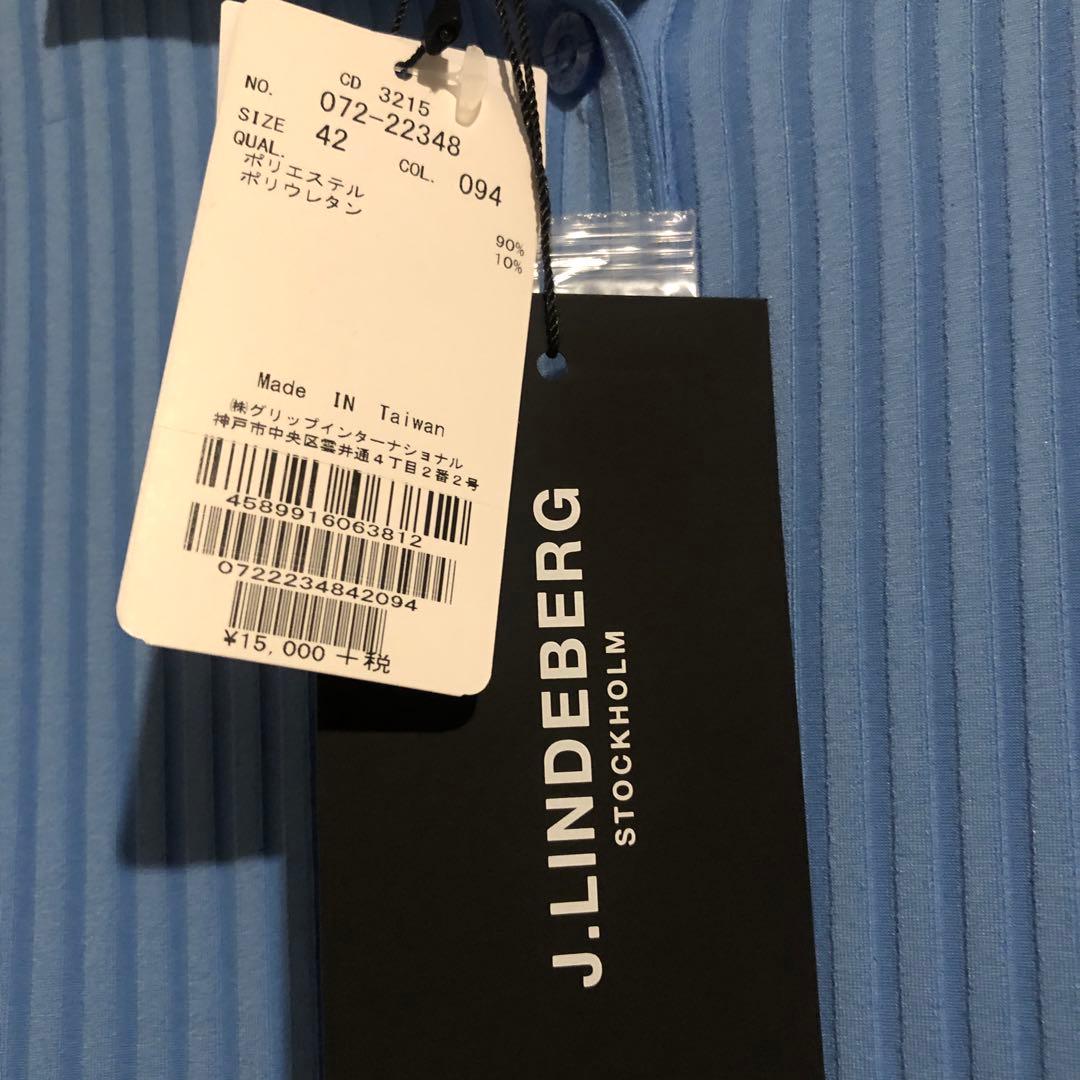 CD 3215
NO. 072-22348
SIZE 42 COL. 094
QUAL.
ポリエステル 90%
ポリウレタン 10%
Made IN Taiwan
㈱グリップインターナショナル
神戸市中央区雲井通4丁目2番2号
4589916063812
0722234842094
¥15,000 +税
J.LINDEBERG
STOCKHOLM